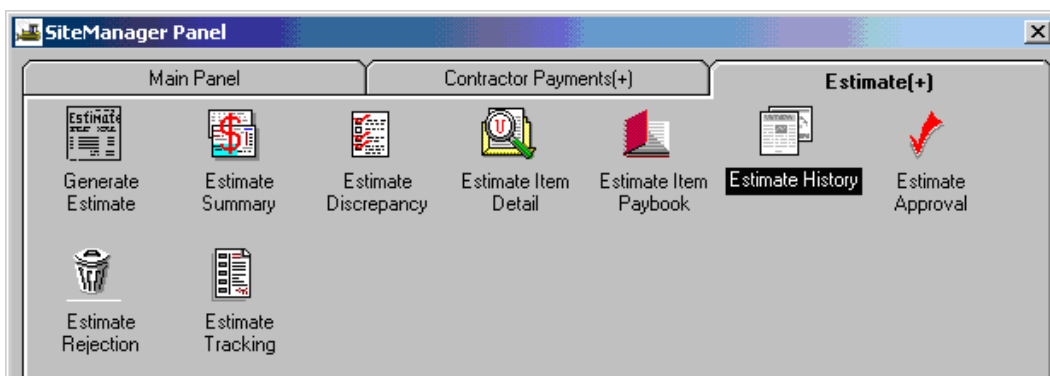 SiteManager Panel
Main Panel
Contractor Payments(+)
Estimate(+)
Estimate
Generate
Estimate
Estimate
Summary
Estimate
Discrepancy
Estimate Item
Detail
Estimate Item
Paybook
Estimate History
Estimate
Approval
Estimate
Rejection
Estimate
Tracking